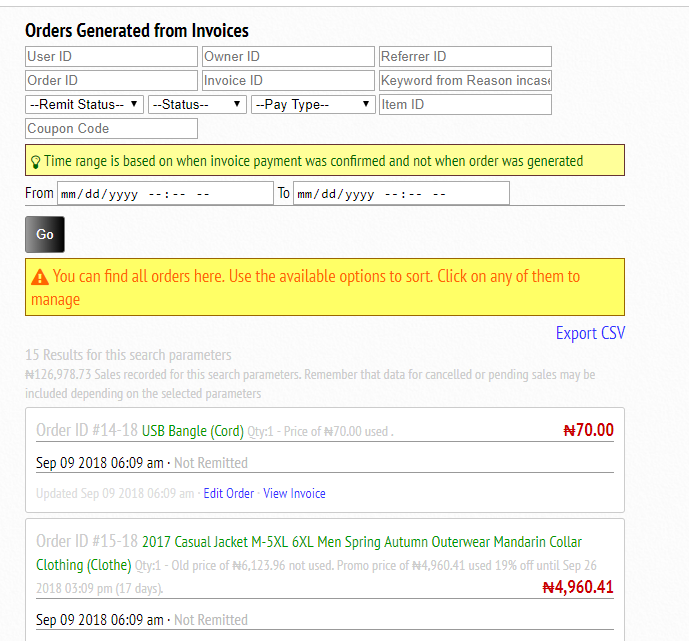 Orders Generated from Invoices
User ID Owner ID Referrer ID
Order ID Invoice ID Keyword from Reason incase
--Remit Status-- --Status-- --Pay Type-- Item ID
Coupon Code
Time range is based on when invoice payment was confirmed and not when order was generated
From mm/dd/yyyy --:-- -- To mm/dd/yyyy --:-- --
Go
You can find all orders here. Use the available options to sort. Click on any of them to
manage
Export CSV
15 Results for this search parameters
₦126,978.73 Sales recorded for this search parameters. Remember that data for cancelled or pending sales may be
included depending on the selected parameters
Order ID #14-18 USB Bangle (Cord) Qty:1 - Price of ₦70.00 used . ₦70.00
Sep 09 2018 06:09 am · Not Remitted
Updated Sep 09 2018 06:09 am · Edit Order · View Invoice
Order ID #15-18 2017 Casual Jacket M-5XL 6XL Men Spring Autumn Outerwear Mandarin Collar
Clothing (Clothe) Qty:1 - Old price of ₦6,123.96 not used. Promo price of ₦4,960.41 used 19% off until Sep 26
2018 03:09 pm (17 days). ₦4,960.41
Sep 09 2018 06:09 am · Not Remitted